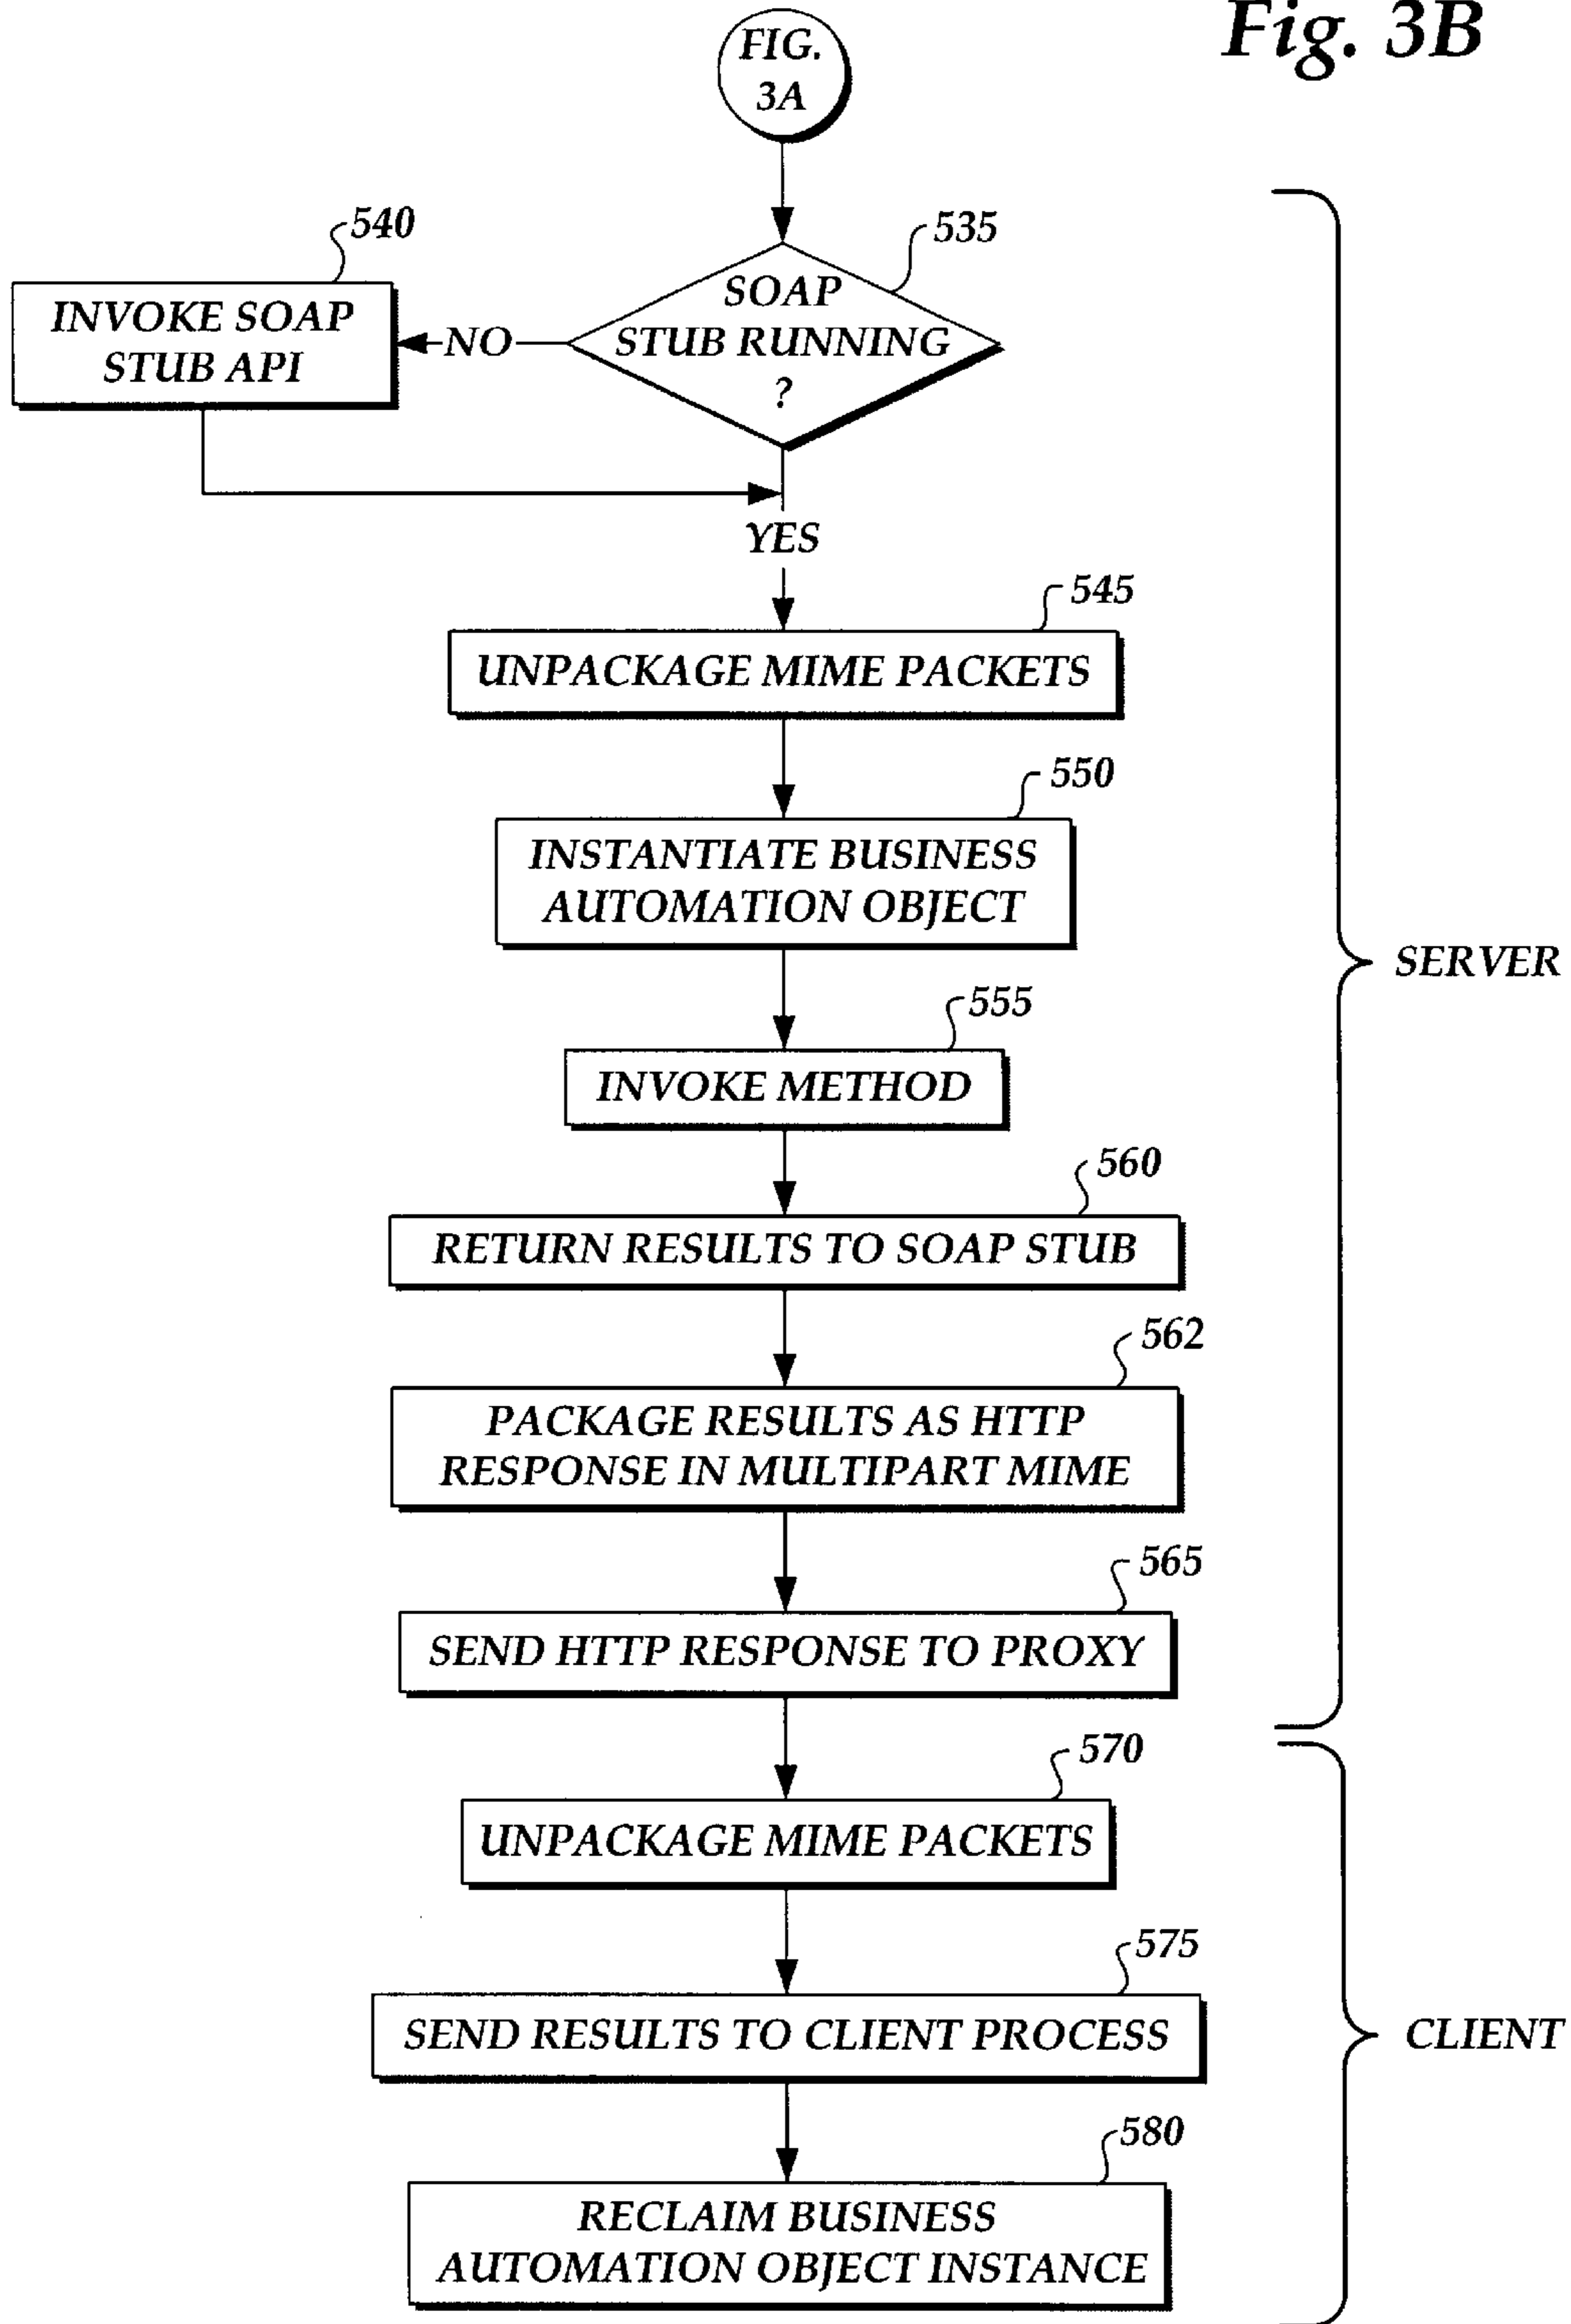 Fig. 3B
FIG.
3A
540
535
SOAP
STUB RUNNING
?
NO
INVOKE SOAP
STUB API
YES
545
UNPACKAGE MIME PACKETS
550
INSTANTIATE BUSINESS
AUTOMATION OBJECT
SERVER
555
INVOKE METHOD
560
RETURN RESULTS TO SOAP STUB
562
PACKAGE RESULTS AS HTTP
RESPONSE IN MULTIPART MIME
565
SEND HTTP RESPONSE TO PROXY
570
UNPACKAGE MIME PACKETS
575
SEND RESULTS TO CLIENT PROCESS
CLIENT
580
RECLAIM BUSINESS
AUTOMATION OBJECT INSTANCE